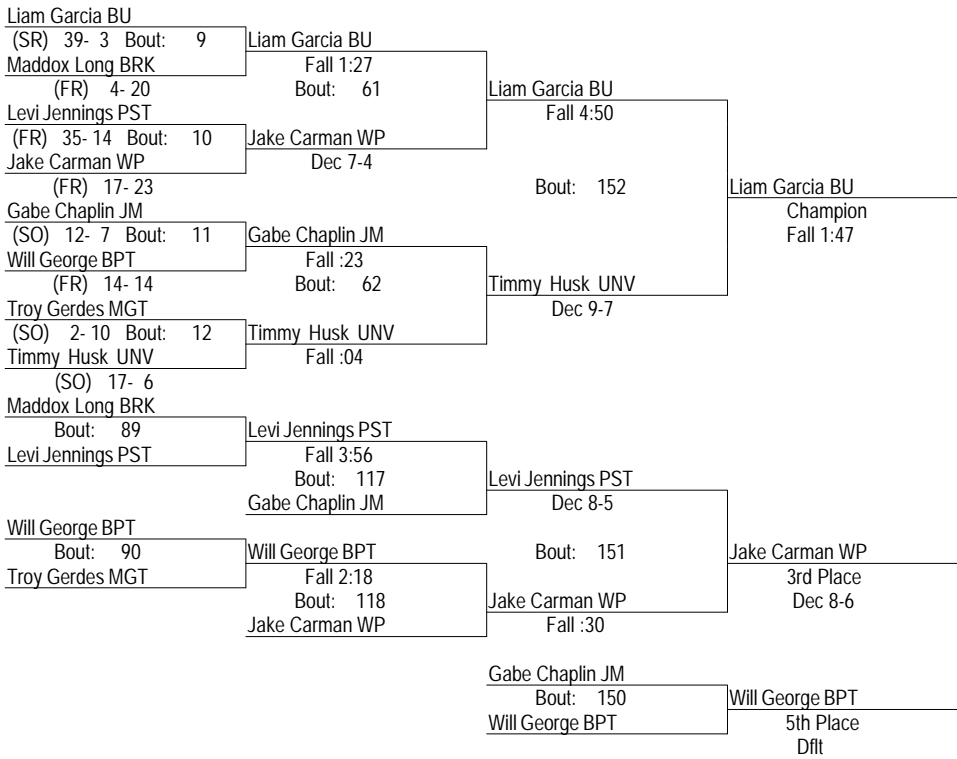 Liam Garcia BU
(SR) 39- 3 Bout: 9 Liam Garcia BU
Maddox Long BRK Fall 1:27
(FR) 4- 20 Bout: 61 Liam Garcia BU
Levi Jennings PST Fall 4:50
(FR) 35- 14 Bout: 10 Jake Carman WP
Jake Carman WP Dec 7-4
(FR) 17- 23 Bout: 152 Liam Garcia BU
Gabe Chaplin JM Champion
(SO) 12- 7 Bout: 11 Gabe Chaplin JM Fall 1:47
Will George BPT Fall :23
(FR) 14- 14 Bout: 62 Timmy Husk UNV
Troy Gerdes MGT Dec 9-7
(SO) 2- 10 Bout: 12 Timmy Husk UNV
Timmy Husk UNV Fall :04
(SO) 17- 6
Maddox Long BRK
Bout: 89 Levi Jennings PST
Levi Jennings PST Fall 3:56
Bout: 117 Levi Jennings PST
Gabe Chaplin JM Dec 8-5
Will George BPT
Bout: 90 Will George BPT Bout: 151 Jake Carman WP
Troy Gerdes MGT Fall 2:18 3rd Place
Bout: 118 Jake Carman WP Dec 8-6
Jake Carman WP Fall :30
Gabe Chaplin JM
Bout: 150 Will George BPT
Will George BPT 5th Place
Dflt